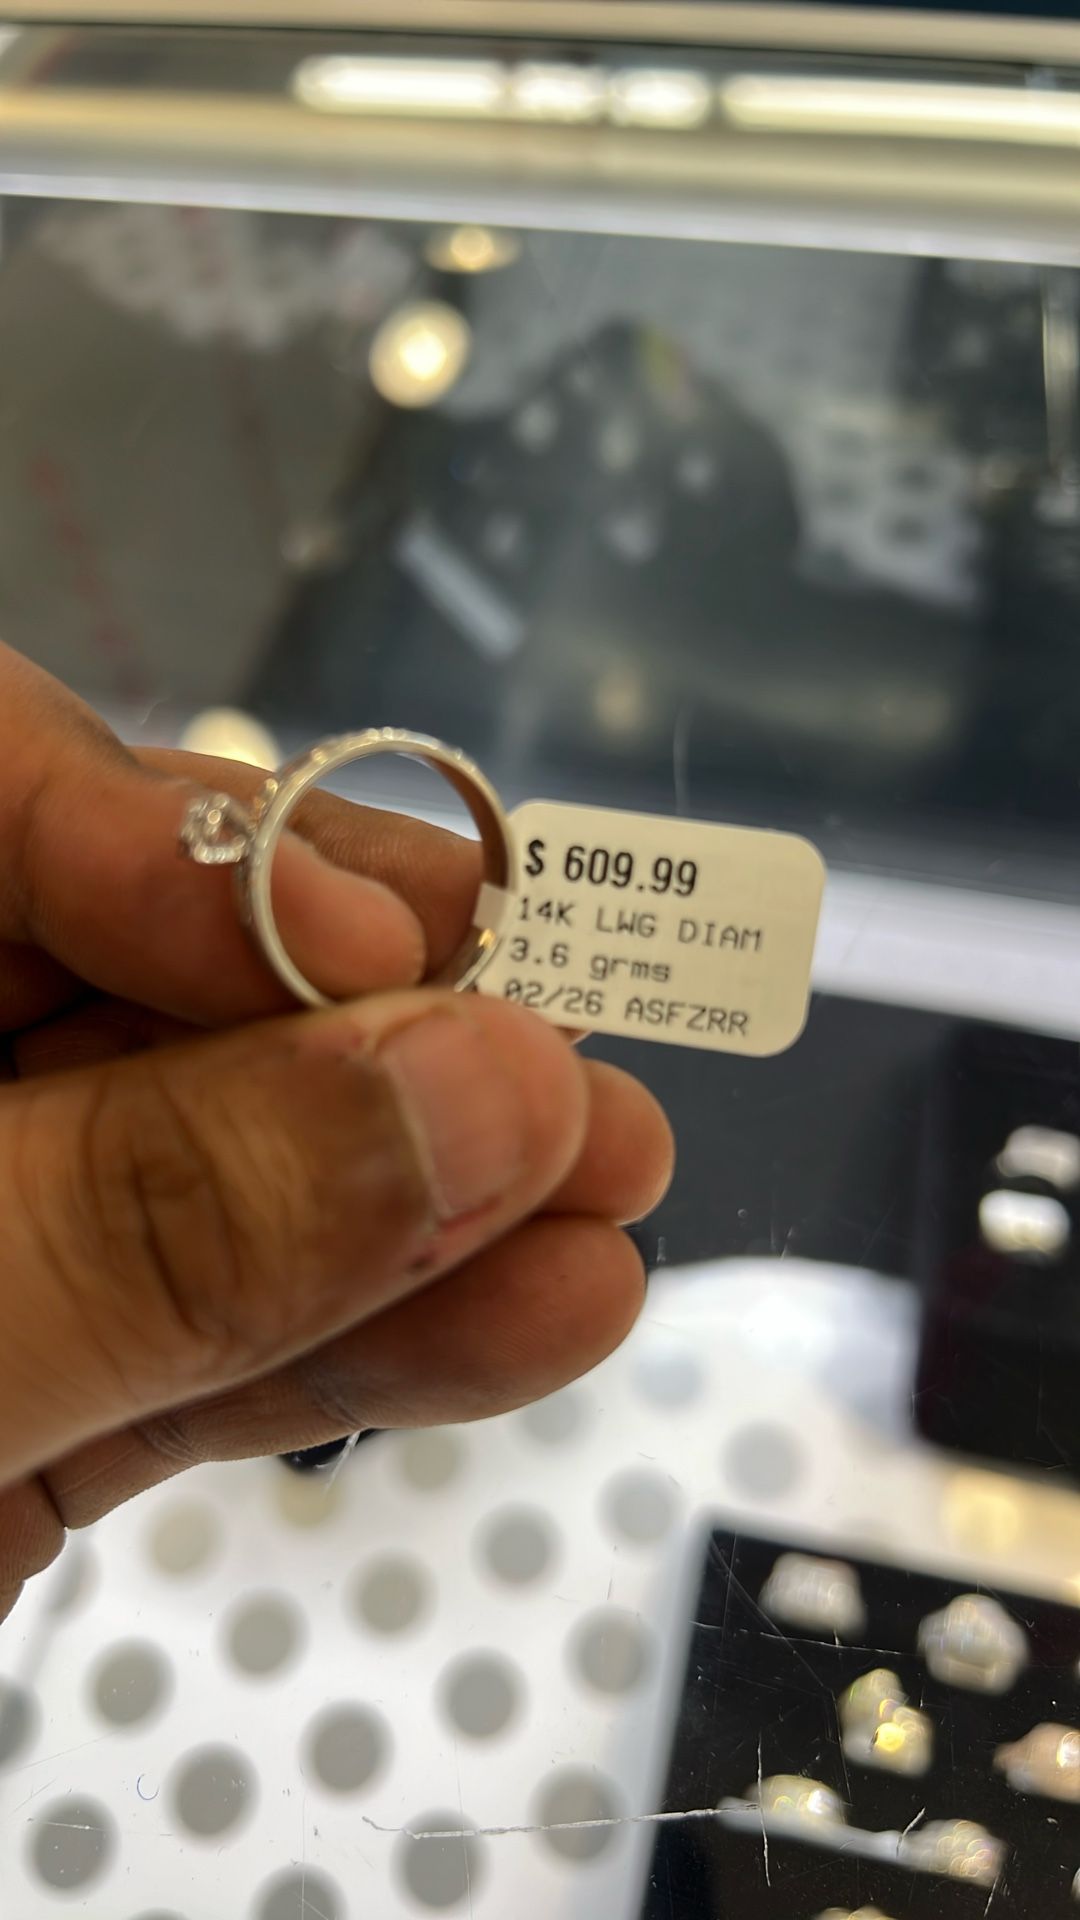 $ 609.99
14K LWG DIAM
3.6 grms
02/26 ASFZRR